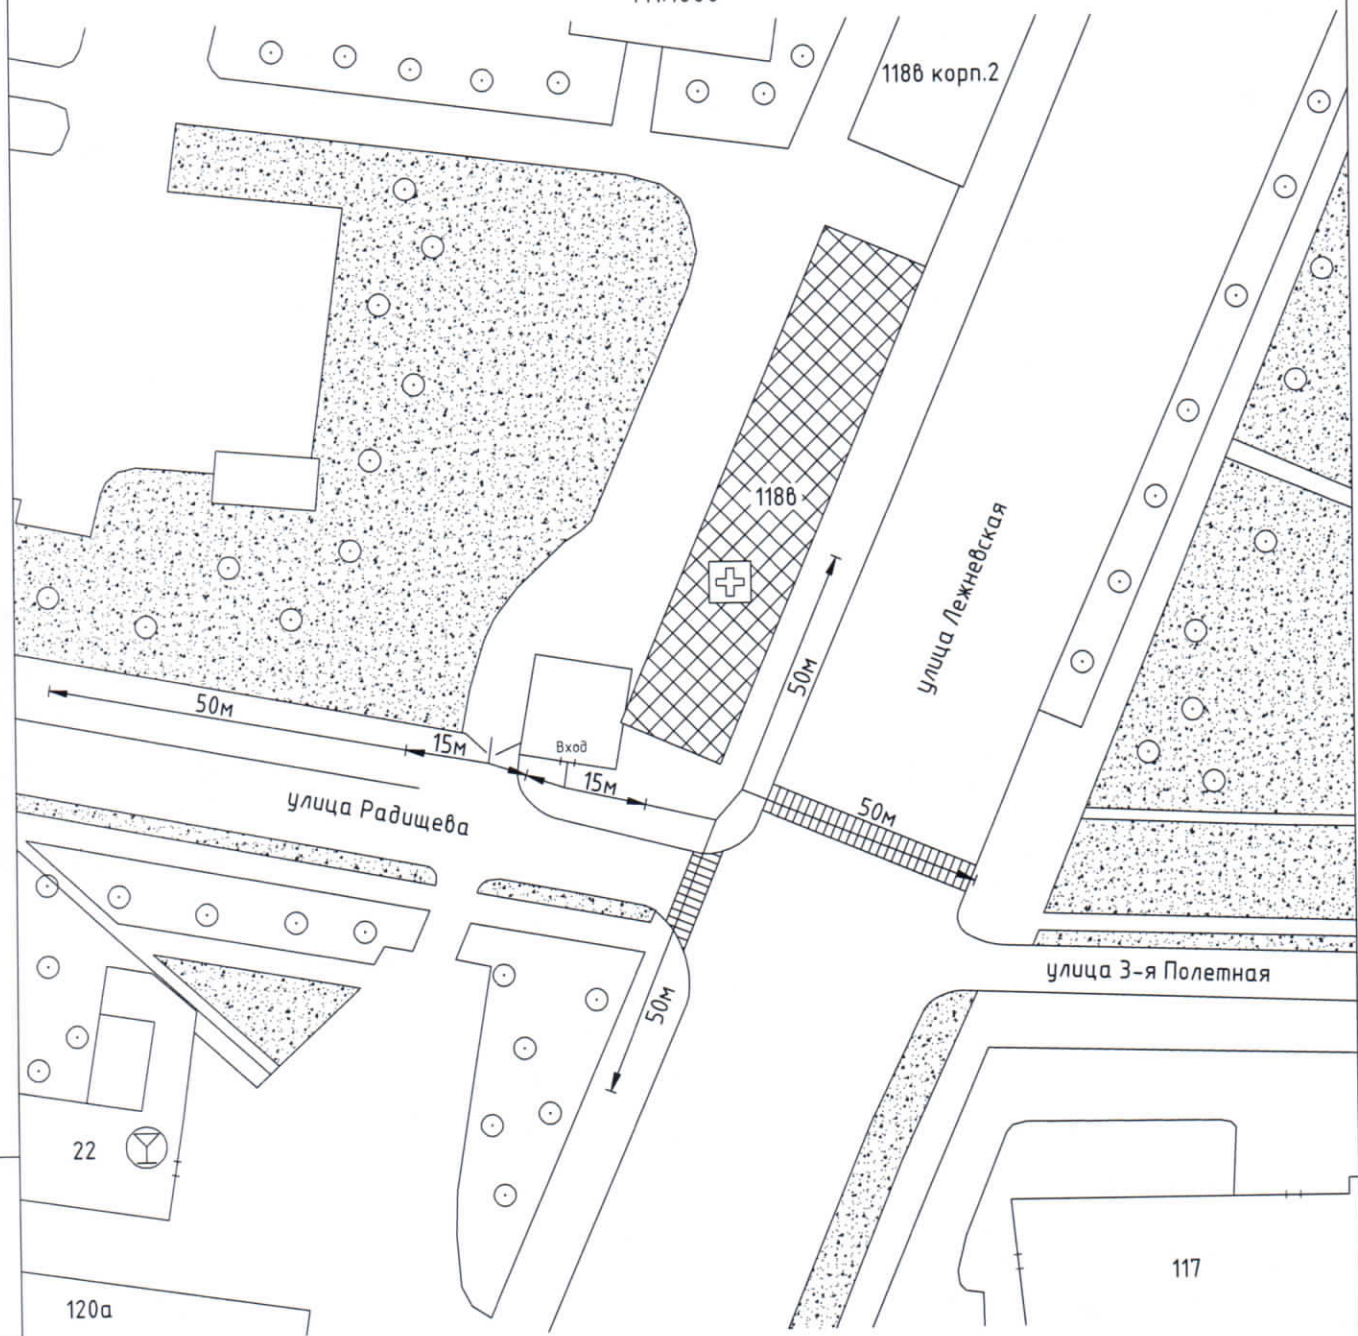 118в корп.2
118в
улица Лежневская
50м
50м
15м
Вход
15м
50м
улица Радищева
улица 3-я Полетная
50м
22
117
120а